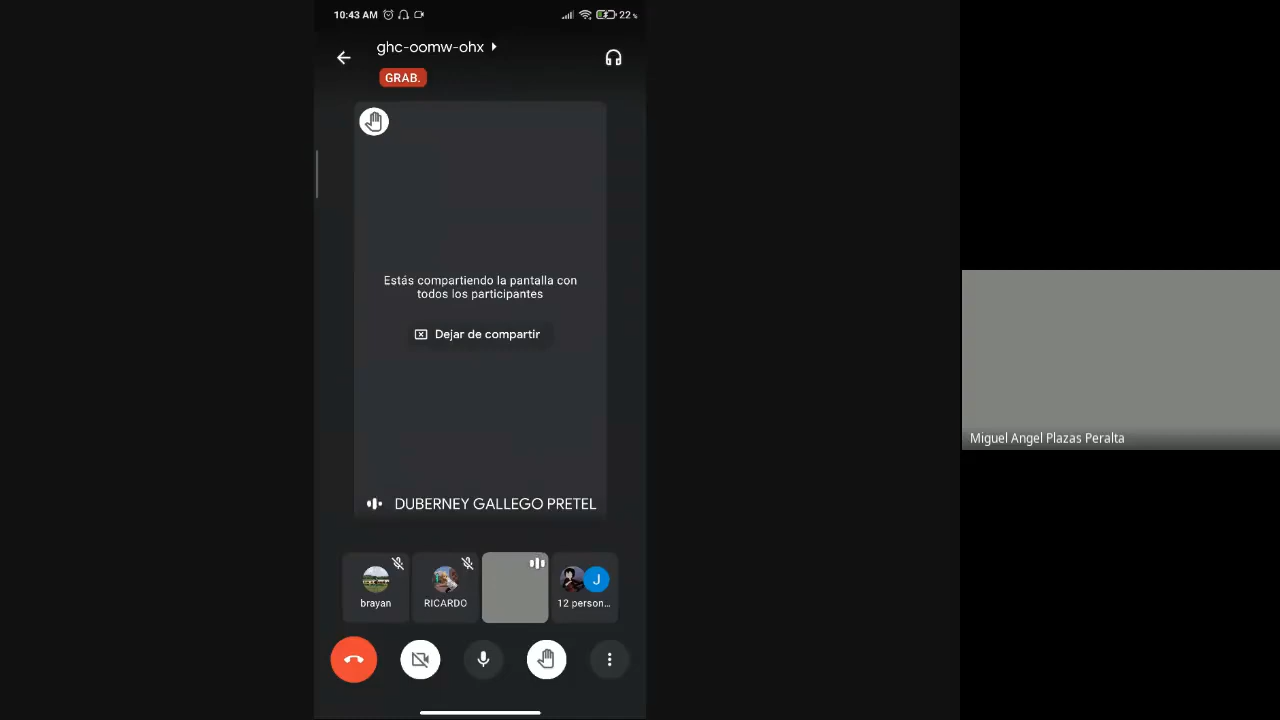 10:43 AM 22%
ghc-oomw-ohx
GRAB.
Estás compartiendo la pantalla con
todos los participantes
Dejar de compartir
DUBERNEY GALLEGO PRETEL
Miguel Angel Plazas Peralta
J
brayan
RICARDO
12 person...